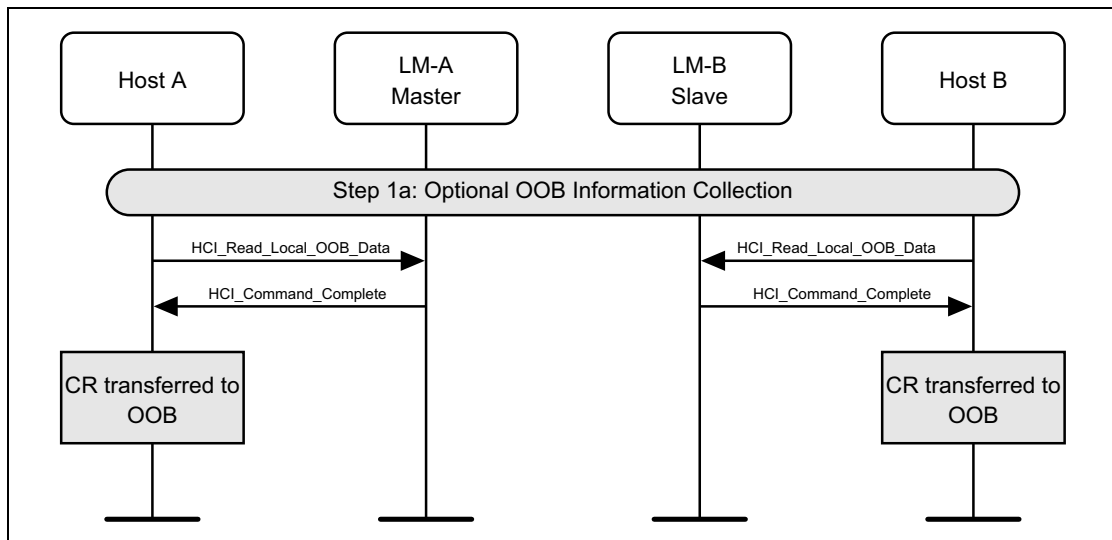 Host A
LM-A
Master
LM-B
Slave
Host B
Step 1a: Optional OOB Information Collection
HCI_Read_Local_OOB_Data
HCI_Read_Local_OOB_Data
HCI_Command_Complete
HCI_Command_Complete
CR transferred to
OOB
CR transferred to
OOB